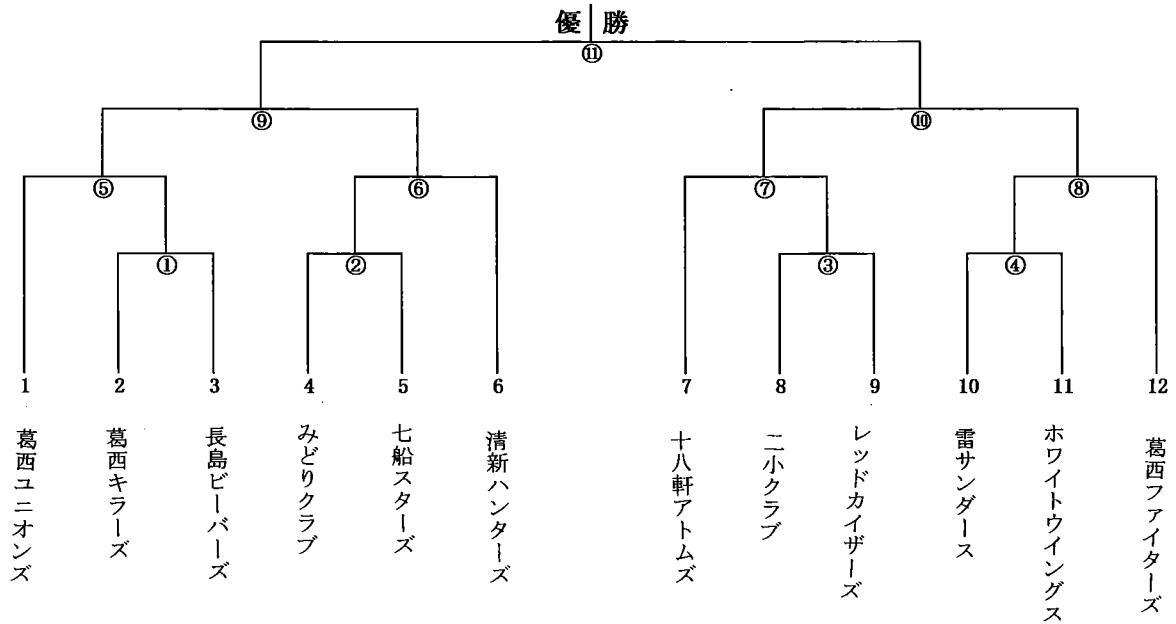 優勝
⑪
⑨
⑩
⑤
⑥
⑦
⑧
①
②
③
④
1
2
3
4
5
6
7
8
9
10
11
12
葛西ユニオンズ
葛西キラーズ
長島ビーバーズ
みどりクラブ
七船スターズ
清新ハンターズ
十八軒アトムズ
二小クラブ
レッドカイザーズ
雷サンダース
ホワイトウイングス
葛西ファイターズ